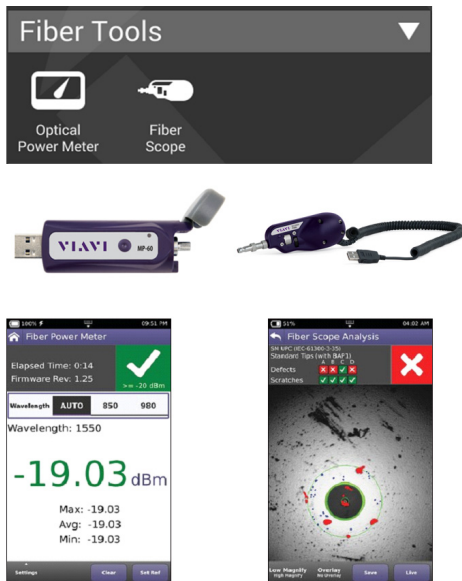 Fiber Tools
Optical
Power Meter
Fiber
Scope
VIAVI
MP-60
100%
09:51 PM
Fiber Power Meter
Elapsed Time: 0:14
Firmware Rev: 1.25
>= -20 dBm
Wavelength AUTO 850 980
Wavelength: 1550
-19.03 dBm
Max: -19.03
Avg: -19.03
Min: -19.03
Settings Clear Set Ref
51%
04:02 AM
Fiber Scope Analysis
SM UPC (IEC-61300-3-35)
Standard Tips (with BAP1)
A B C D
Defects
Scratches
Low Magnify Overlay Save Live
High Magnify No Overlay